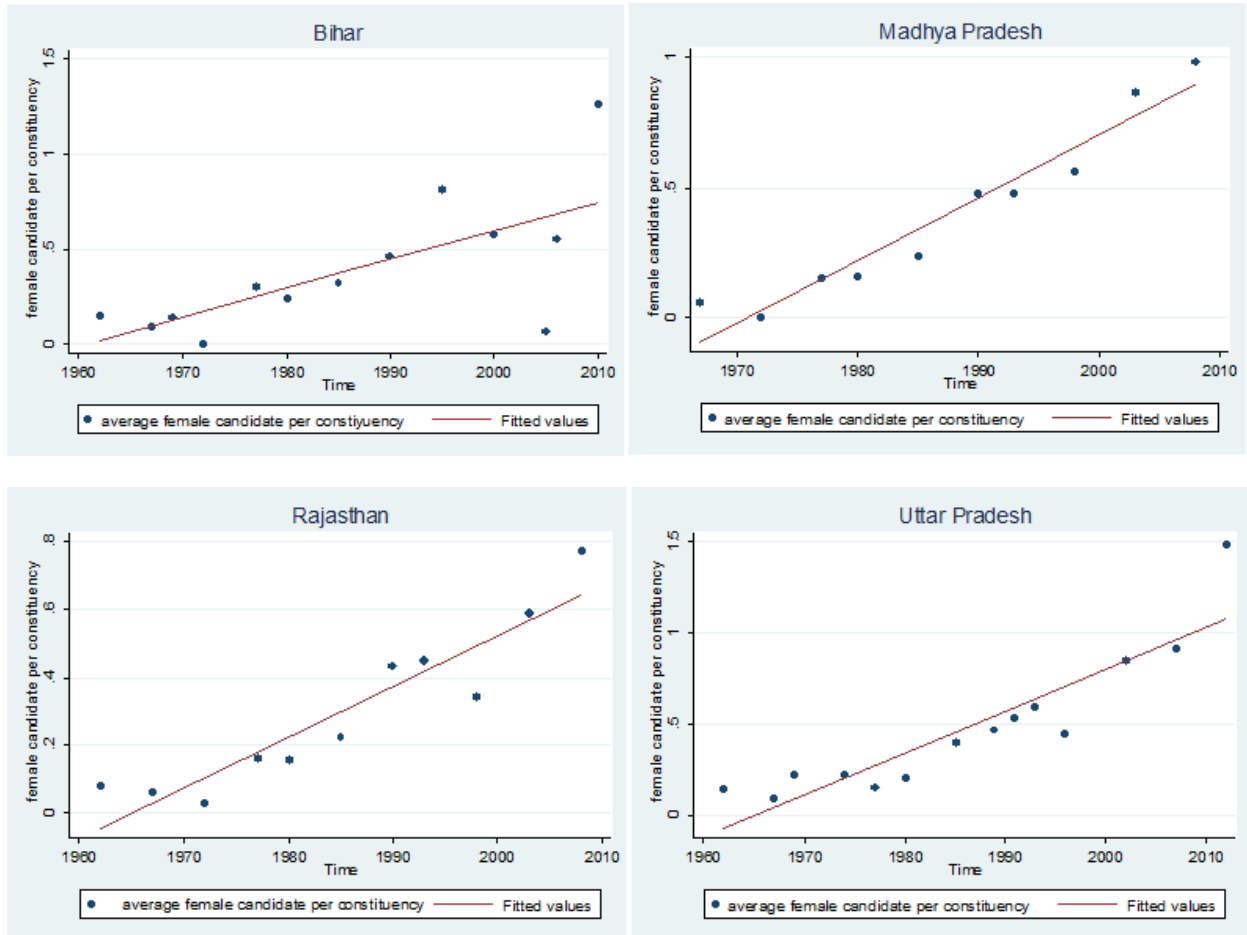 Bihar
female candidate per constituency
0 .5 1 1.5
1960 1970 1980 1990 2000 2010
Time
average female candidate per constiyuency Fitted values
Madhya Pradesh
female candidate per constituency
0 .5 1
1970 1980 1990 2000 2010
Time
average female candidate per constituency Fitted values
Rajasthan
female candidate per constituency
0 .2 .4 .6 .8
1960 1970 1980 1990 2000 2010
Time
average female candidate per constituency Fitted values
Uttar Pradesh
female candidate per constituency
0 .5 1 1.5
1960 1970 1980 1990 2000 2010
Time
average female candidate per constituency Fitted values